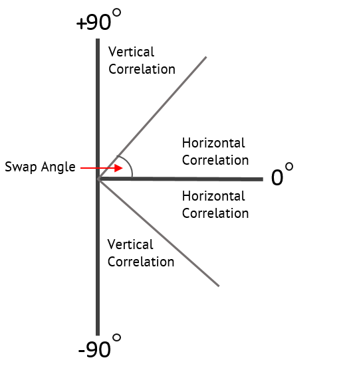 +90°
Vertical
Correlation
Horizontal
Correlation
Swap Angle
0°
Horizontal
Correlation
Vertical
Correlation
-90°